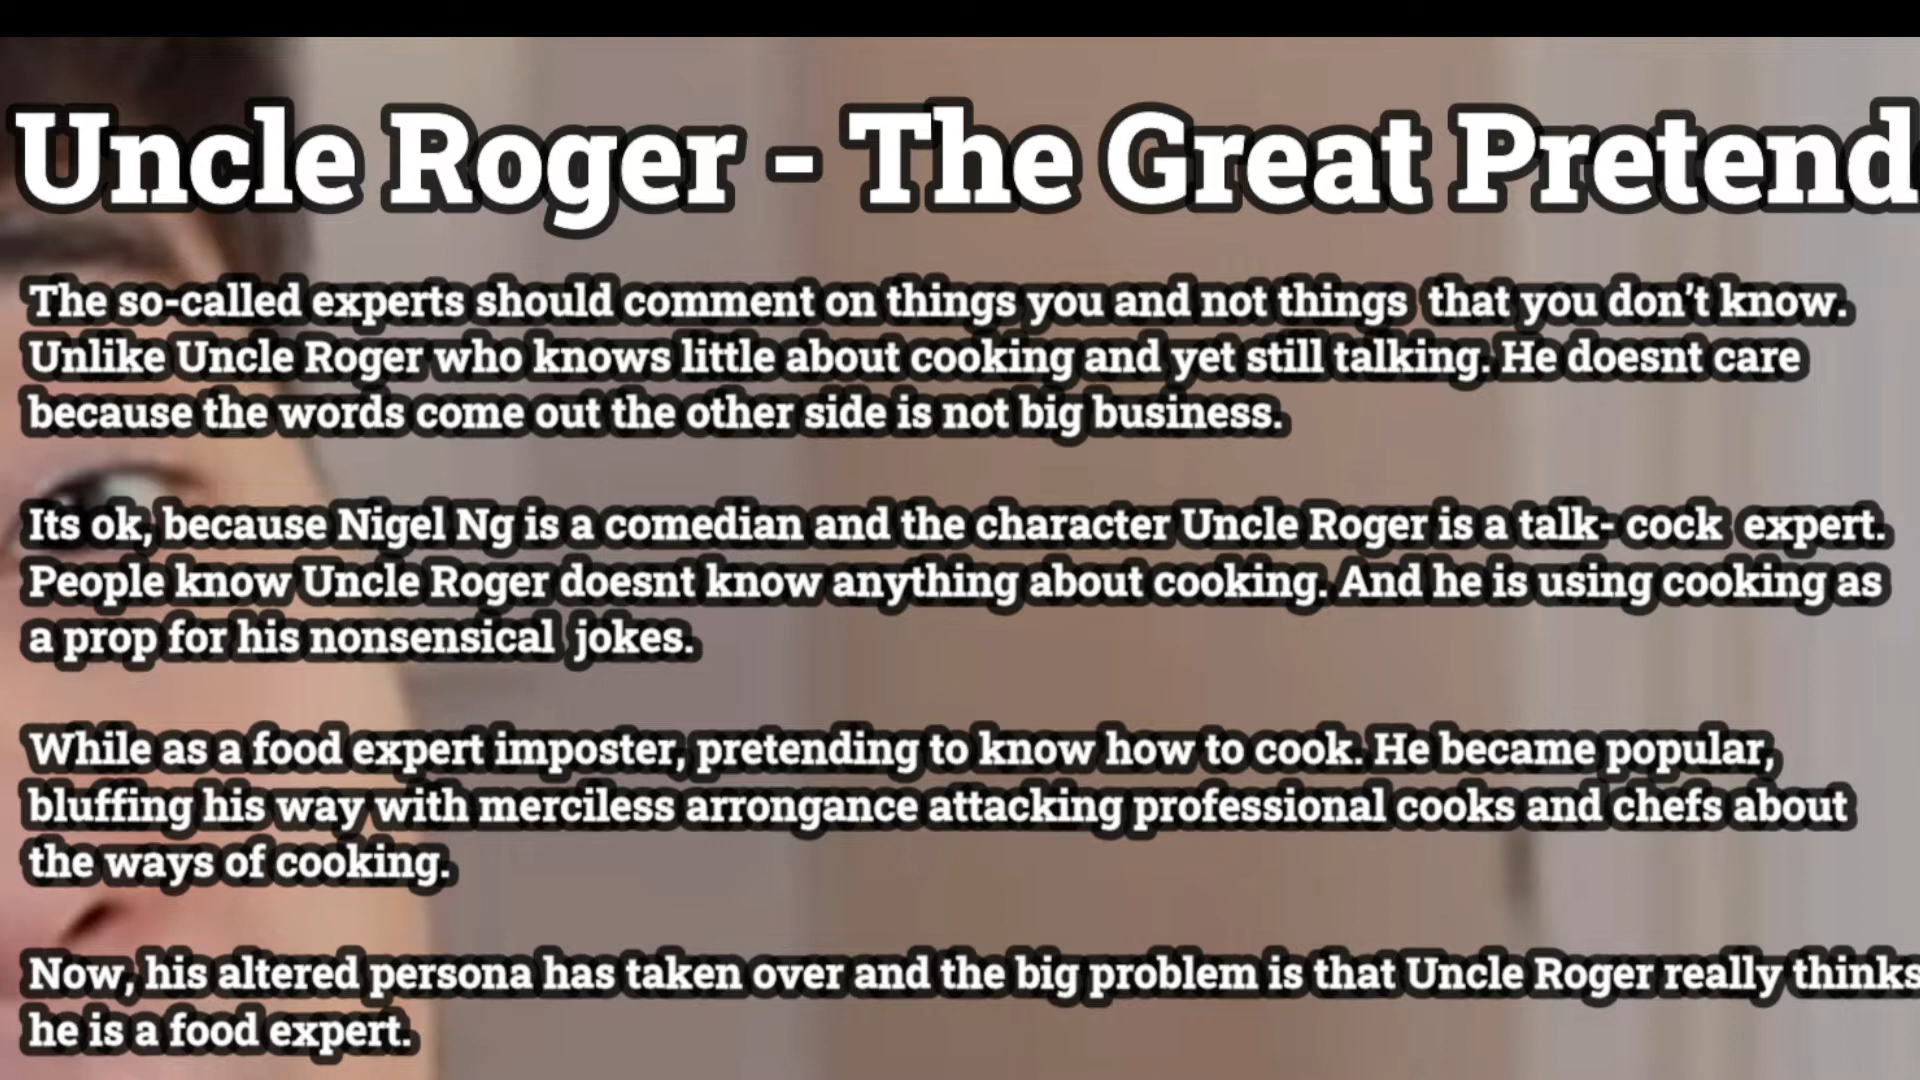 Uncle Roger - The Great Pretend
The so-called experts should comment on things you and not things that you don't know.
Unlike Uncle Roger who knows little about cooking and yet still talking. He doesnt care
because the words come out the other side is not big business.
Its ok, because Nigel Ng is a comedian and the character Uncle Roger is a talk- cock expert.
People know Uncle Roger doesnt know anything about cooking. And he is using cooking as
a prop for his nonsensical jokes.
While as a food expert imposter, pretending to know how to cook. He became popular,
bluffing his way with merciless arrongance attacking professional cooks and chefs about
the ways of cooking.
Now, his altered persona has taken over and the big problem is that Uncle Roger really thinks
he is a food expert.